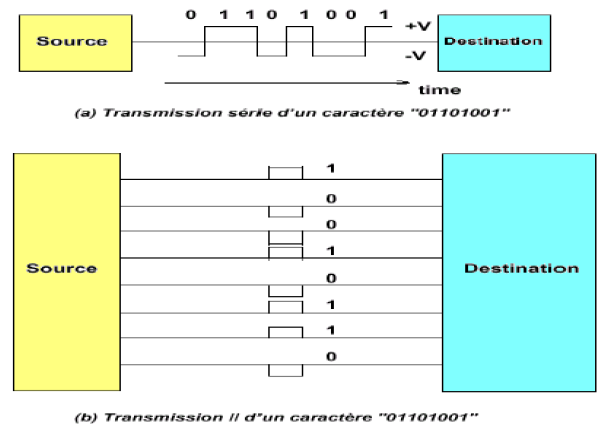 0 1 1 0 1 0 0 1
+V
Source
Destination
-V
time
(a) Transmission série d'un caractère "01101001"
1
0
0
1
Source
Destination
0
1
1
0
(b) Transmission // d'un caractère "01101001"